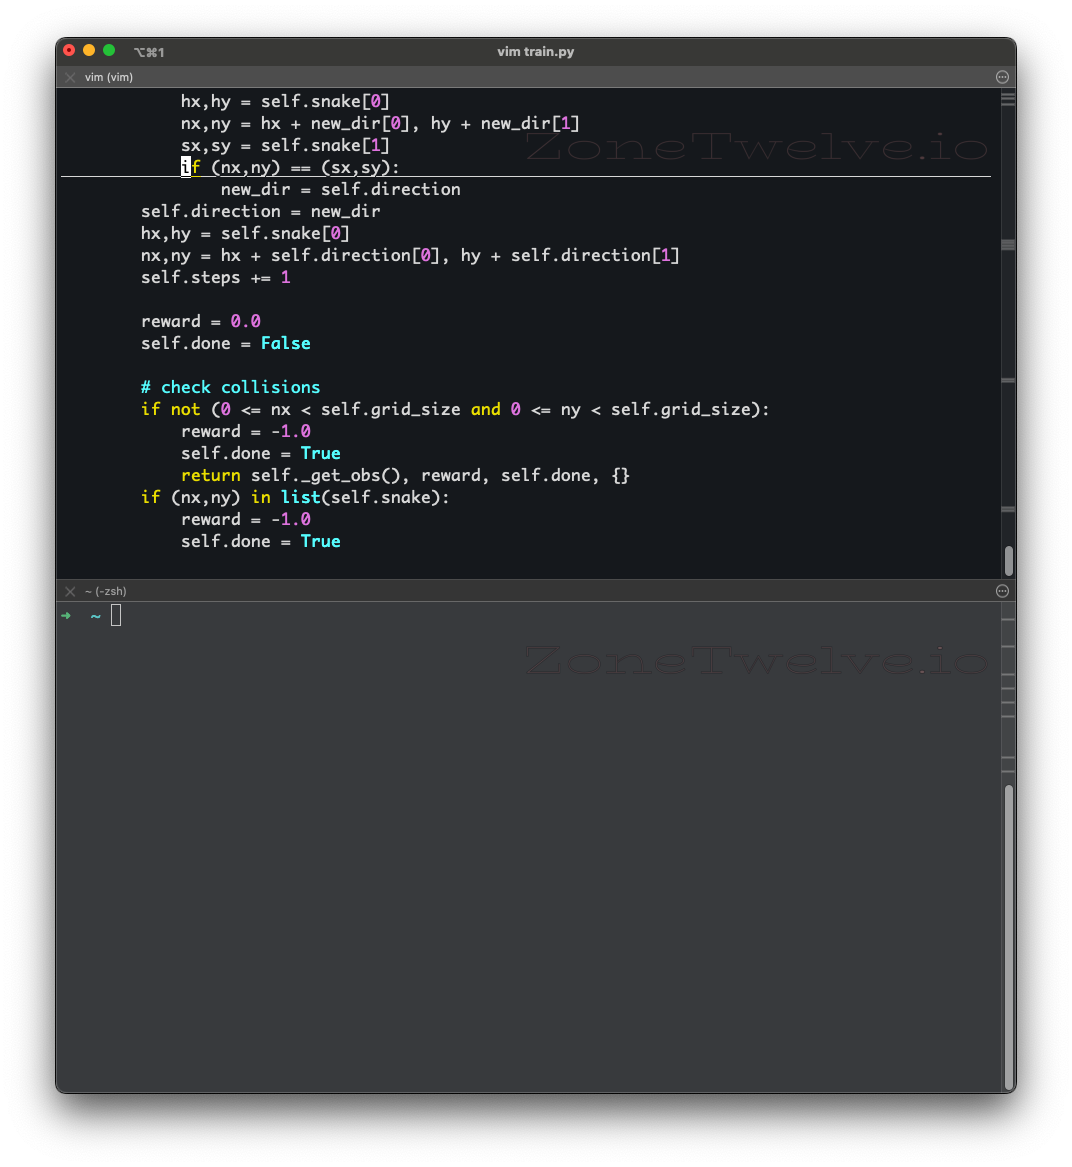 ⌥⌘1
vim train.py
vim (vim)
hx,hy = self.snake[0]
nx,ny = hx + new_dir[0], hy + new_dir[1]
sx,sy = self.snake[1]
if (nx,ny) == (sx,sy):
new_dir = self.direction
self.direction = new_dir
hx,hy = self.snake[0]
nx,ny = hx + self.direction[0], hy + self.direction[1]
self.steps += 1
reward = 0.0
self.done = False
# check collisions
if not (0 <= nx < self.grid_size and 0 <= ny < self.grid_size):
reward = -1.0
self.done = True
return self._get_obs(), reward, self.done, {}
if (nx,ny) in list(self.snake):
reward = -1.0
self.done = True
ZoneTwelve.io
~ (-zsh)
➜ ~
ZoneTwelve.io